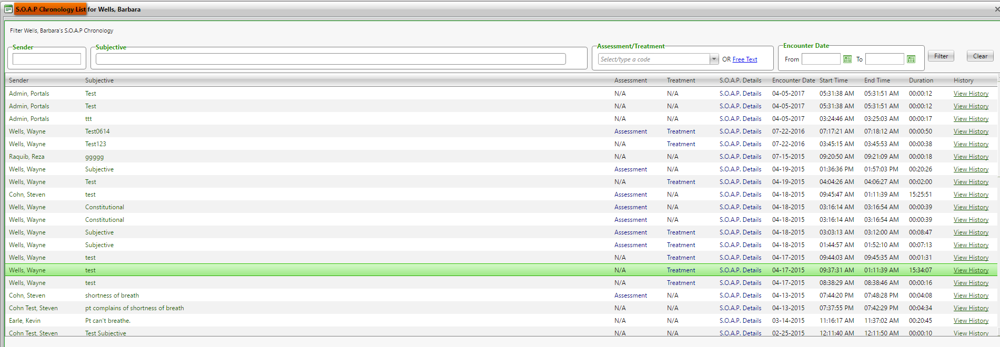 S.O.A.P Chronology List for Wells, Barbara
Filter Wells, Barbara's S.O.A.P Chronology
Sender Subjective Assessment/Treatment Encounter Date
Select/type a code OR Free Text From To Filter Clear
Sender Subjective Assessment Treatment S.O.A.P. Details Encounter Date Start Time End Time Duration History
Admin, Portals Test N/A N/A S.O.A.P. Details 04-05-2017 05:31:38 AM 05:31:51 AM 00:00:12 View History
Admin, Portals Test N/A N/A S.O.A.P. Details 04-05-2017 05:31:38 AM 05:31:51 AM 00:00:12 View History
Admin, Portals ttt N/A N/A S.O.A.P. Details 04-05-2017 03:24:46 AM 03:25:03 AM 00:00:17 View History
Wells, Wayne Test0614 Assessment Treatment S.O.A.P. Details 07-22-2016 07:17:21 AM 07:18:12 AM 00:00:50 View History
Wells, Wayne Test123 N/A Treatment S.O.A.P. Details 07-22-2016 03:45:15 AM 03:45:53 AM 00:00:38 View History
Raquib, Reza ggggg N/A N/A S.O.A.P. Details 07-15-2015 09:20:50 AM 09:21:09 AM 00:00:18 View History
Wells, Wayne Subjective Assessment N/A S.O.A.P. Details 04-19-2015 01:36:36 PM 01:57:03 PM 00:20:26 View History
Wells, Wayne Test N/A Treatment S.O.A.P. Details 04-19-2015 04:04:26 AM 04:06:27 AM 00:02:00 View History
Cohn, Steven test Assessment N/A S.O.A.P. Details 04-18-2015 09:45:47 AM 01:11:39 AM 15:25:51 View History
Wells, Wayne Constitutional Assessment N/A S.O.A.P. Details 04-18-2015 03:16:14 AM 03:16:54 AM 00:00:39 View History
Wells, Wayne Constitutional Assessment N/A S.O.A.P. Details 04-18-2015 03:16:14 AM 03:16:54 AM 00:00:39 View History
Wells, Wayne Subjective Assessment Treatment S.O.A.P. Details 04-18-2015 03:03:13 AM 03:12:00 AM 00:08:47 View History
Wells, Wayne Subjective Assessment Treatment S.O.A.P. Details 04-18-2015 01:44:57 AM 01:52:10 AM 00:07:13 View History
Wells, Wayne test N/A Treatment S.O.A.P. Details 04-17-2015 09:44:03 AM 09:45:35 AM 00:01:31 View History
Wells, Wayne test N/A Treatment S.O.A.P. Details 04-17-2015 09:37:31 AM 01:11:39 AM 15:34:07 View History
Wells, Wayne test N/A Treatment S.O.A.P. Details 04-17-2015 08:38:29 AM 08:38:46 AM 00:00:16 View History
Cohn, Steven shortness of breath Assessment N/A S.O.A.P. Details 04-13-2015 07:44:20 PM 07:48:28 PM 00:04:08 View History
Cohn Test, Steven pt complains of shortness of breath N/A N/A S.O.A.P. Details 04-13-2015 07:37:55 PM 07:42:29 PM 00:04:34 View History
Earle, Kevin Pt can't breathe. N/A N/A S.O.A.P. Details 03-14-2015 11:16:17 AM 11:37:02 AM 00:20:45 View History
Cohn Test, Steven Test Subjective N/A N/A S.O.A.P. Details 02-25-2015 12:11:40 AM 12:11:50 AM 00:00:10 View History